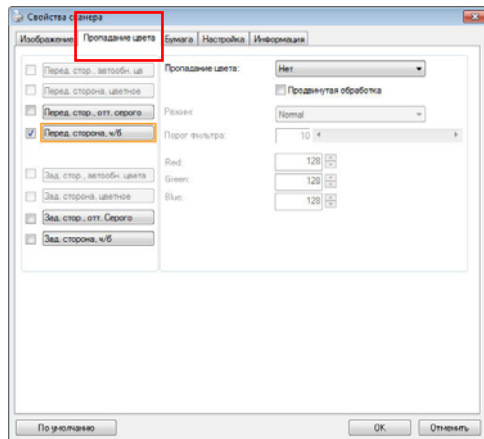 Свойства сканера
Изображение Пропадание цвета Бумага Настройка Информация
Перед. стор., автообн. цв
Перед. сторона, цветное
Перед. стор., отт. серого
Перед. сторона, ч/б
Зад. стор., автообн. цвета
Зад. сторона, цветное
Зад. стор., отт. Серого
Зад. сторона, ч/б
Пропадание цвета: Нет
Продвинутая обработка
Режим: Normal
Порог фильтра: 10
Red: 128
Green: 128
Blue: 128
По умолчанию OK Отменить